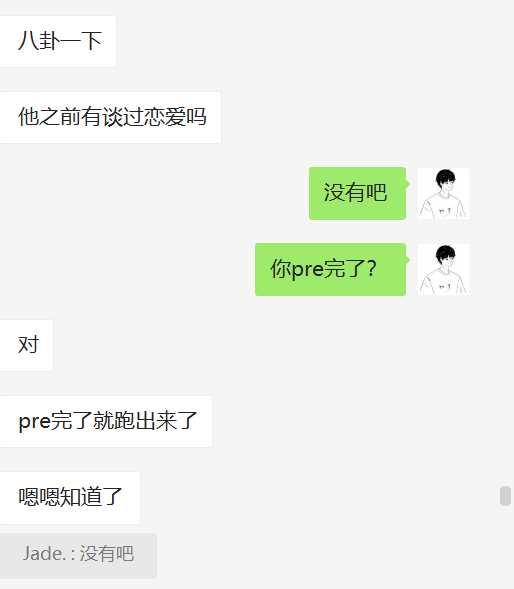 八卦一下
他之前有谈过恋爱吗
没有吧
你pre完了?
对
pre完了就跑出来了
嗯嗯知道了
Jade. : 没有吧